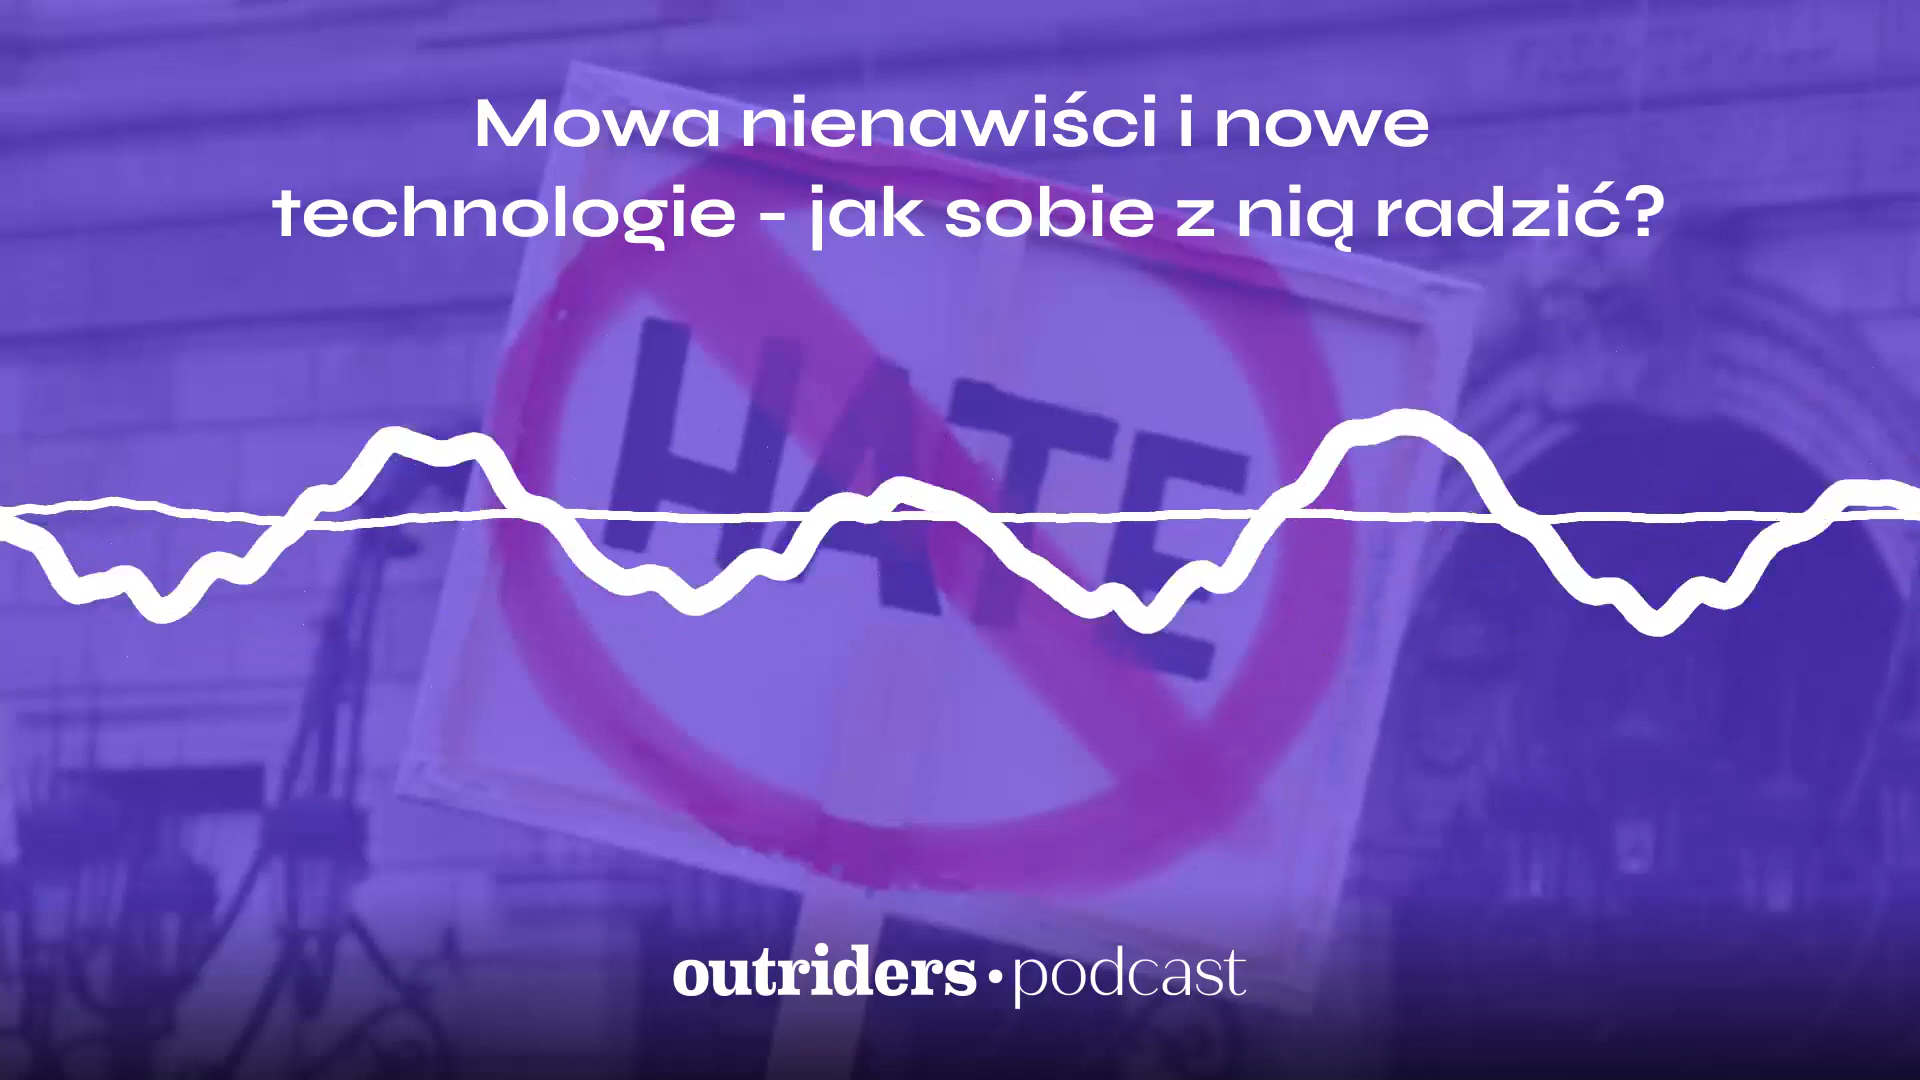 Mowa nienawiści i nowe
technologie - jak sobie z nią radzić?
HATE
outriders • podcast